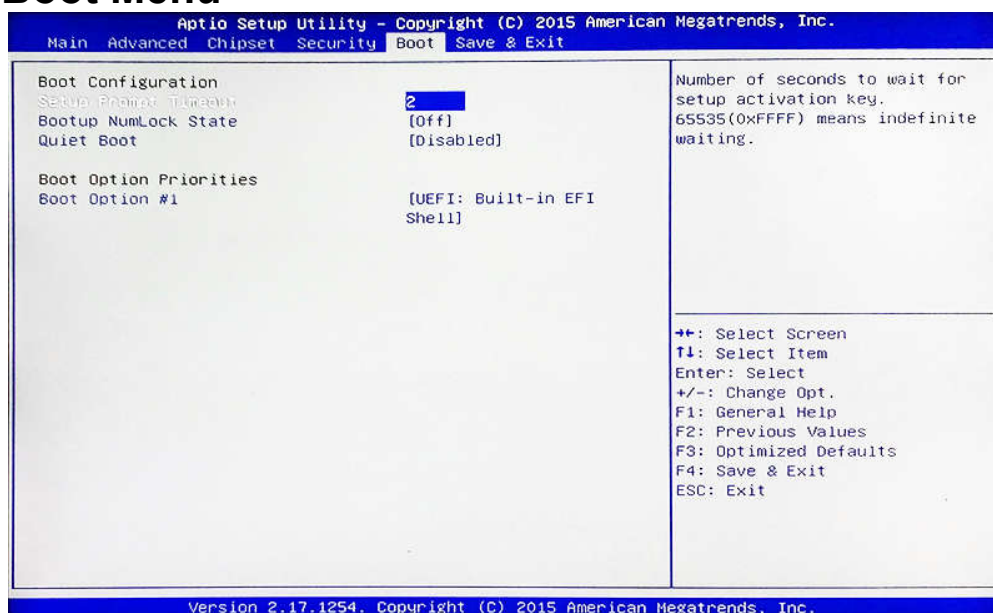 Boot Menu
Aptio Setup Utility – Copyright (C) 2015 American Megatrends, Inc.
Main Advanced Chipset Security Boot Save & Exit
Boot Configuration
Setup Prompt Timeout 2
Bootup NumLock State [Off]
Quiet Boot [Disabled]
Boot Option Priorities
Boot Option #1 [UEFI: Built-in EFI
Shell]
Number of seconds to wait for
setup activation key.
65535(0xFFFF) means indefinite
waiting.
→←: Select Screen
↑↓: Select Item
Enter: Select
+/-: Change Opt.
F1: General Help
F2: Previous Values
F3: Optimized Defaults
F4: Save & Exit
ESC: Exit
Version 2.17.1254. Copyright (C) 2015 American Megatrends, Inc.